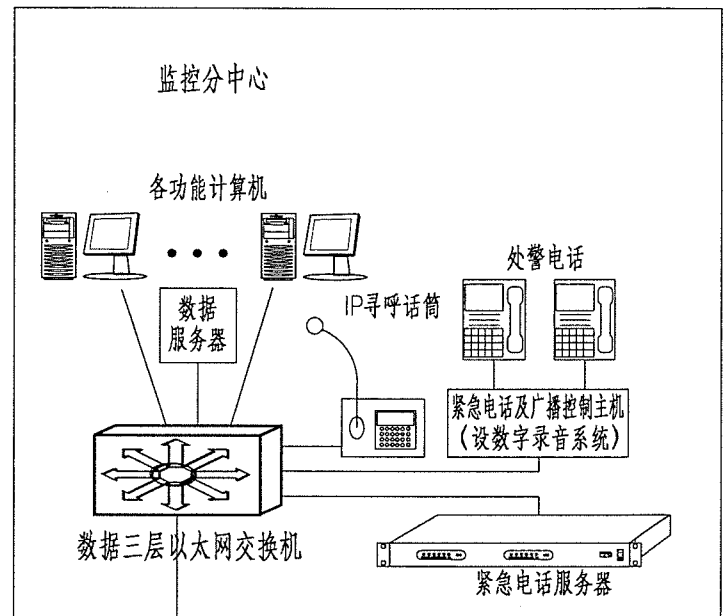 监控分中心
各功能计算机
处警电话
数据
服务器
IP寻呼话筒
紧急电话及广播控制主机
(设数字录音系统)
数据三层以太网交换机
紧急电话服务器